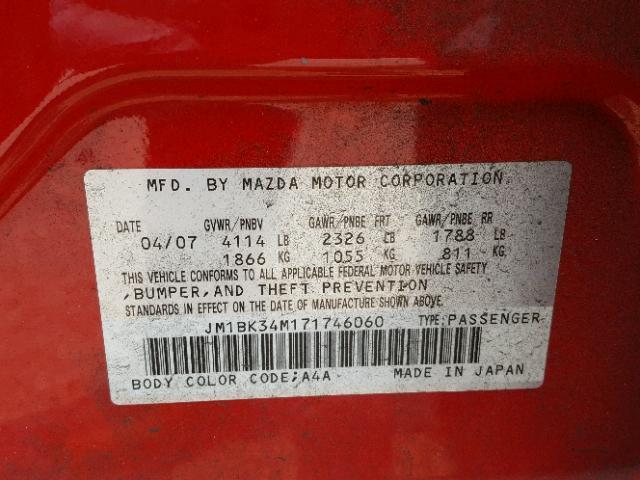 MFD. BY MAZDA MOTOR CORPORATION
DATE GVWR/PNBV GAWR/PNBE FRT GAWR/PNBE RR
04/07 4114 LB 2326 LB 1788 LB
1866 KG 1055 KG 811 KG
THIS VEHICLE CONFORMS TO ALL APPLICABLE FEDERAL MOTOR VEHICLE SAFETY
,BUMPER,AND THEFT PREVENTION
STANDARDS IN EFFECT ON THE DATE OF MANUFACTURE SHOWN ABOVE.
JM1BK34M171746060 TYPE:PASSENGER
BODY COLOR CODE;A4A MADE IN JAPAN